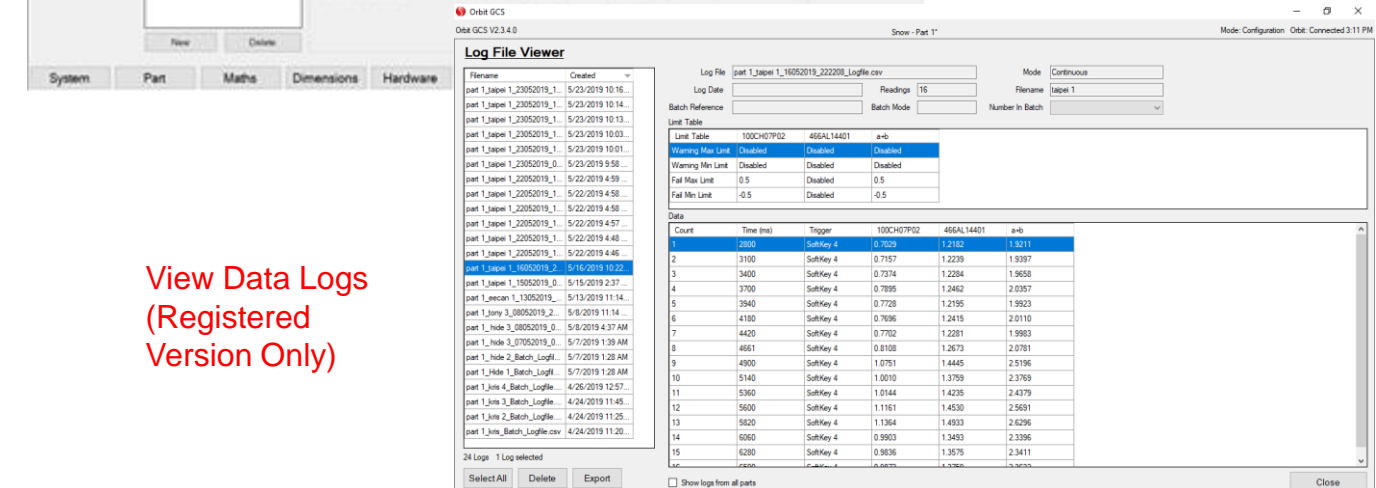 New Delete
System Part Maths Dimensions Hardware
View Data Logs
(Registered
Version Only)
Orbit GCS
Orbit GCS V2.3.4.0 Snow - Part 1* Mode: Configuration Orbit: Connected 3:11 PM
Log File Viewer
Filename Created
part 1_taipei 1_23052019_1... 5/23/2019 10:16...
part 1_taipei 1_23052019_1... 5/23/2019 10:14...
part 1_taipei 1_23052019_1... 5/23/2019 10:13...
part 1_taipei 1_23052019_1... 5/23/2019 10:03...
part 1_taipei 1_23052019_1... 5/23/2019 10:01...
part 1_taipei 1_23052019_0... 5/23/2019 9:58 ...
part 1_taipei 1_22052019_1... 5/22/2019 4:59 ...
part 1_taipei 1_22052019_1... 5/22/2019 4:58 ...
part 1_taipei 1_22052019_1... 5/22/2019 4:58 ...
part 1_taipei 1_22052019_1... 5/22/2019 4:57 ...
part 1_taipei 1_22052019_1... 5/22/2019 4:48 ...
part 1_taipei 1_22052019_1... 5/22/2019 4:46 ...
part 1_taipei 1_16052019_2... 5/16/2019 10:22...
part 1_taipei 1_15052019_0... 5/15/2019 2:37 ...
part 1_eecan 1_13052019_... 5/13/2019 11:14...
part 1_tony 3_08052019_2... 5/8/2019 11:14 ...
part 1_ hide 3_08052019_0... 5/8/2019 4:37 AM
part 1_ hide 3_07052019_0... 5/7/2019 1:39 AM
part 1_ hide 2_Batch_Logfil... 5/7/2019 1:28 AM
part 1_Hide 1_Batch_Logfil... 5/7/2019 1:28 AM
part 1_kris 4_Batch_Logfile.... 4/26/2019 12:57...
part 1_kris 3_Batch_Logfile.... 4/24/2019 11:45...
part 1_kris 2_Batch_Logfile.... 4/24/2019 11:25...
part 1_kris_Batch_Logfile.csv 4/24/2019 11:20...
24 Logs 1 Log selected
Select All Delete Export
Log File part 1_taipei 1_16052019_222208_Logfile.csv Mode Continuous
Log Date Readings 16 Filename taipei 1
Batch Reference Batch Mode Number In Batch
Limit Table
Limit Table 100CH07P02 466AL14401 a+b
Warning Max Limit Disabled Disabled Disabled
Warning Min Limit Disabled Disabled Disabled
Fail Max Limit 0.5 Disabled 0.5
Fail Min Limit -0.5 Disabled -0.5
Data
Count Time (ms) Trigger 100CH07P02 466AL14401 a+b
1 2800 SoftKey 4 0.7029 1.2182 1.9211
2 3100 SoftKey 4 0.7157 1.2239 1.9397
3 3400 SoftKey 4 0.7374 1.2284 1.9658
4 3700 SoftKey 4 0.7895 1.2462 2.0357
5 3940 SoftKey 4 0.7728 1.2195 1.9923
6 4180 SoftKey 4 0.7696 1.2415 2.0110
7 4420 SoftKey 4 0.7702 1.2281 1.9983
8 4661 SoftKey 4 0.8108 1.2673 2.0781
9 4900 SoftKey 4 1.0751 1.4445 2.5196
10 5140 SoftKey 4 1.0010 1.3759 2.3769
11 5360 SoftKey 4 1.0144 1.4235 2.4379
12 5600 SoftKey 4 1.1161 1.4530 2.5691
13 5820 SoftKey 4 1.1364 1.4933 2.6296
14 6060 SoftKey 4 0.9903 1.3493 2.3396
15 6280 SoftKey 4 0.9836 1.3575 2.3411
Show logs from all parts Close